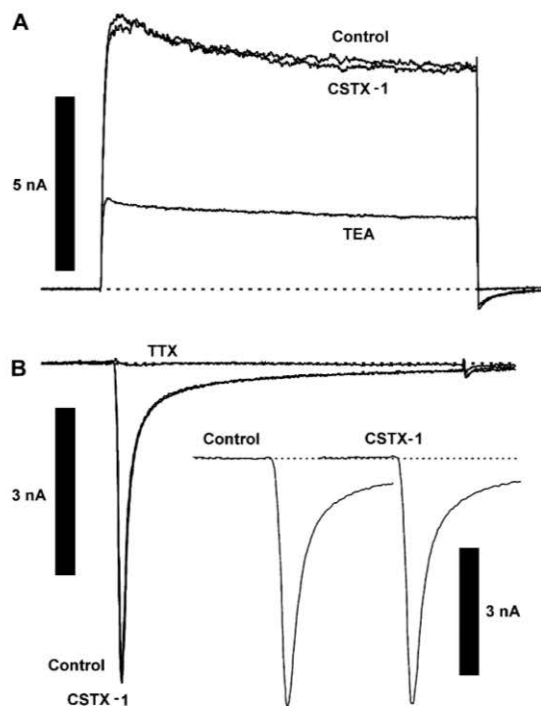 A
Control
CSTX -1
5 nA
TEA
TTX
B
Control
CSTX-1
3 nA
3 nA
Control
CSTX -1